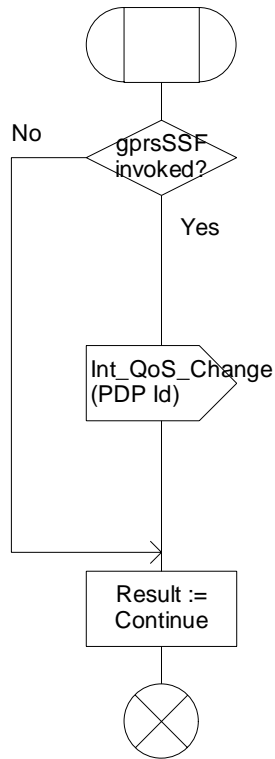 No
gprsSSF
invoked?
Yes
Int_QoS_Change
(PDP Id)
Result :=
Continue